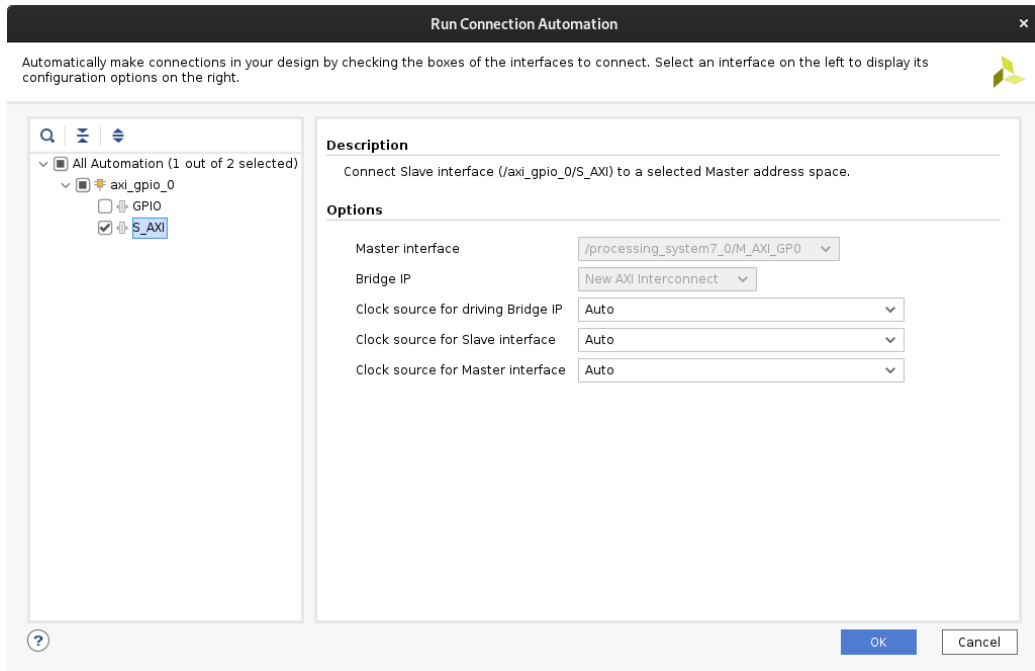 Run Connection Automation
Automatically make connections in your design by checking the boxes of the interfaces to connect. Select an interface on the left to display its
configuration options on the right.
All Automation (1 out of 2 selected)
axi_gpio_0
GPIO
S_AXI
Description
Connect Slave interface (/axi_gpio_0/S_AXI) to a selected Master address space.
Options
Master interface /processing_system7_0/M_AXI_GP0
Bridge IP New AXI Interconnect
Clock source for driving Bridge IP Auto
Clock source for Slave interface Auto
Clock source for Master interface Auto
? OK Cancel